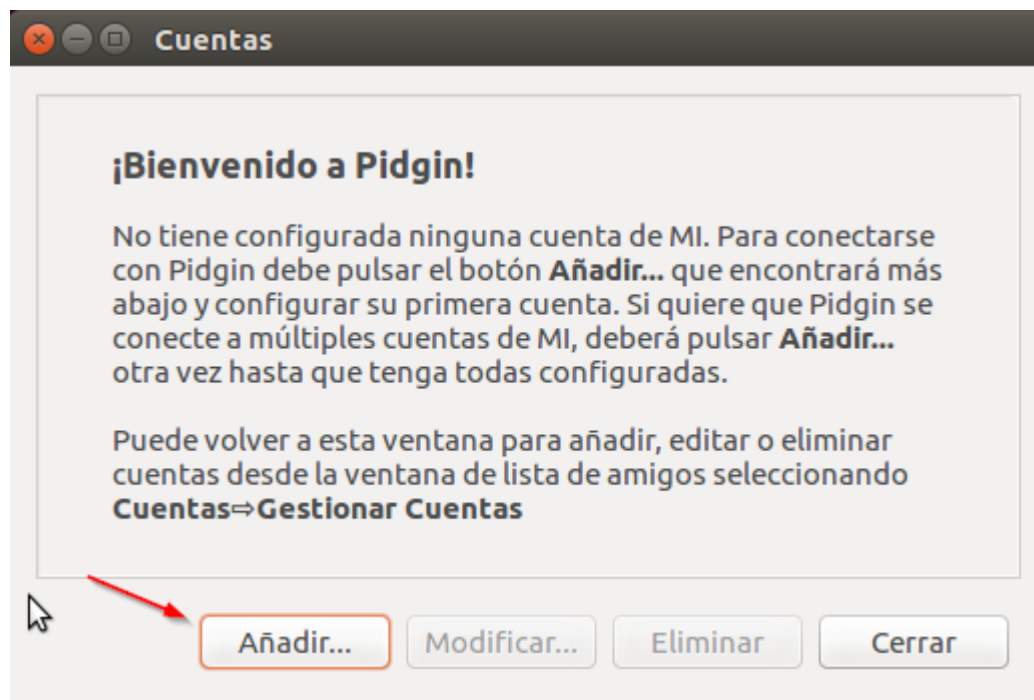 Cuentas
¡Bienvenido a Pidgin!
No tiene configurada ninguna cuenta de MI. Para conectarse
con Pidgin debe pulsar el botón Añadir... que encontrará más
abajo y configurar su primera cuenta. Si quiere que Pidgin se
conecte a múltiples cuentas de MI, deberá pulsar Añadir...
otra vez hasta que tenga todas configuradas.
Puede volver a esta ventana para añadir, editar o eliminar
cuentas desde la ventana de lista de amigos seleccionando
Cuentas⇨Gestionar Cuentas
Añadir... Modificar... Eliminar Cerrar